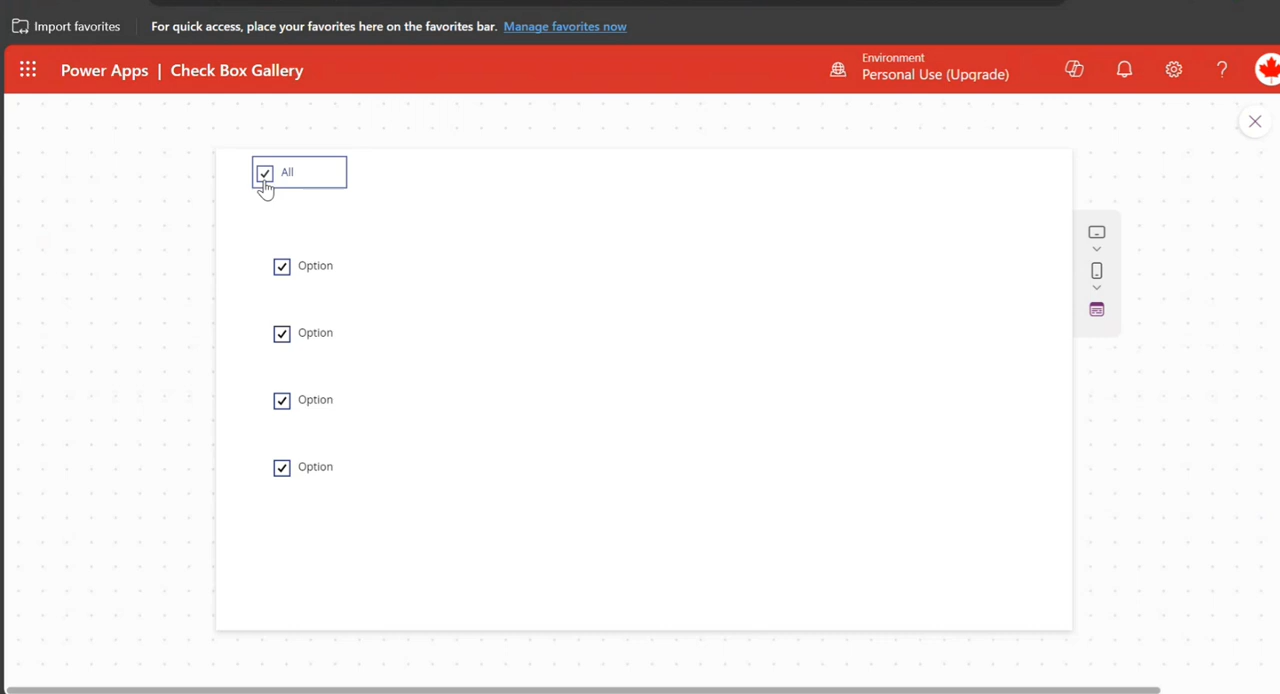 Import favorites For quick access, place your favorites here on the favorites bar. Manage favorites now
Power Apps | Check Box Gallery
Environment
Personal Use (Upgrade)
?
All
Option
Option
Option
Option